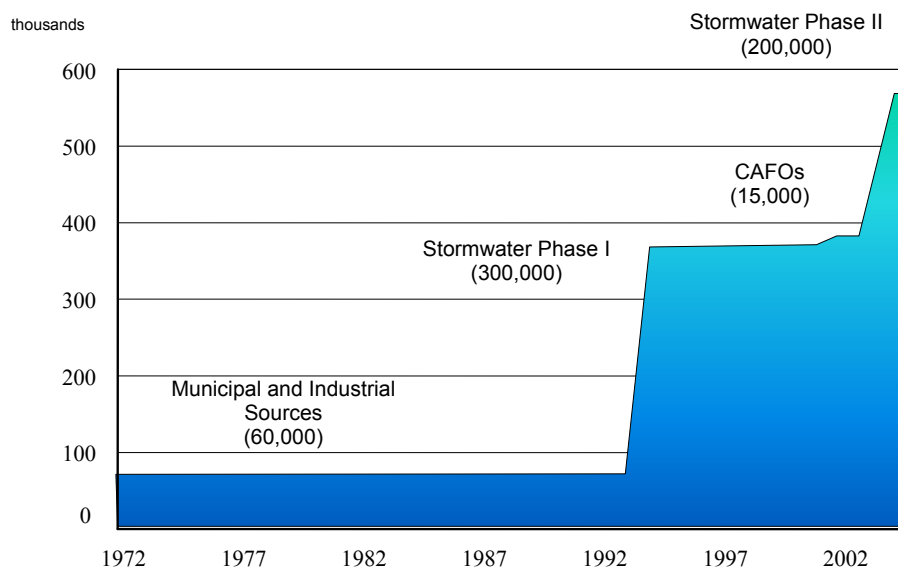 thousands
Stormwater Phase II
(200,000)
600
500
CAFOs
(15,000)
400
Stormwater Phase I
(300,000)
300
200
Municipal and Industrial
Sources
(60,000)
100
0
1972 1977 1982 1987 1992 1997 2002